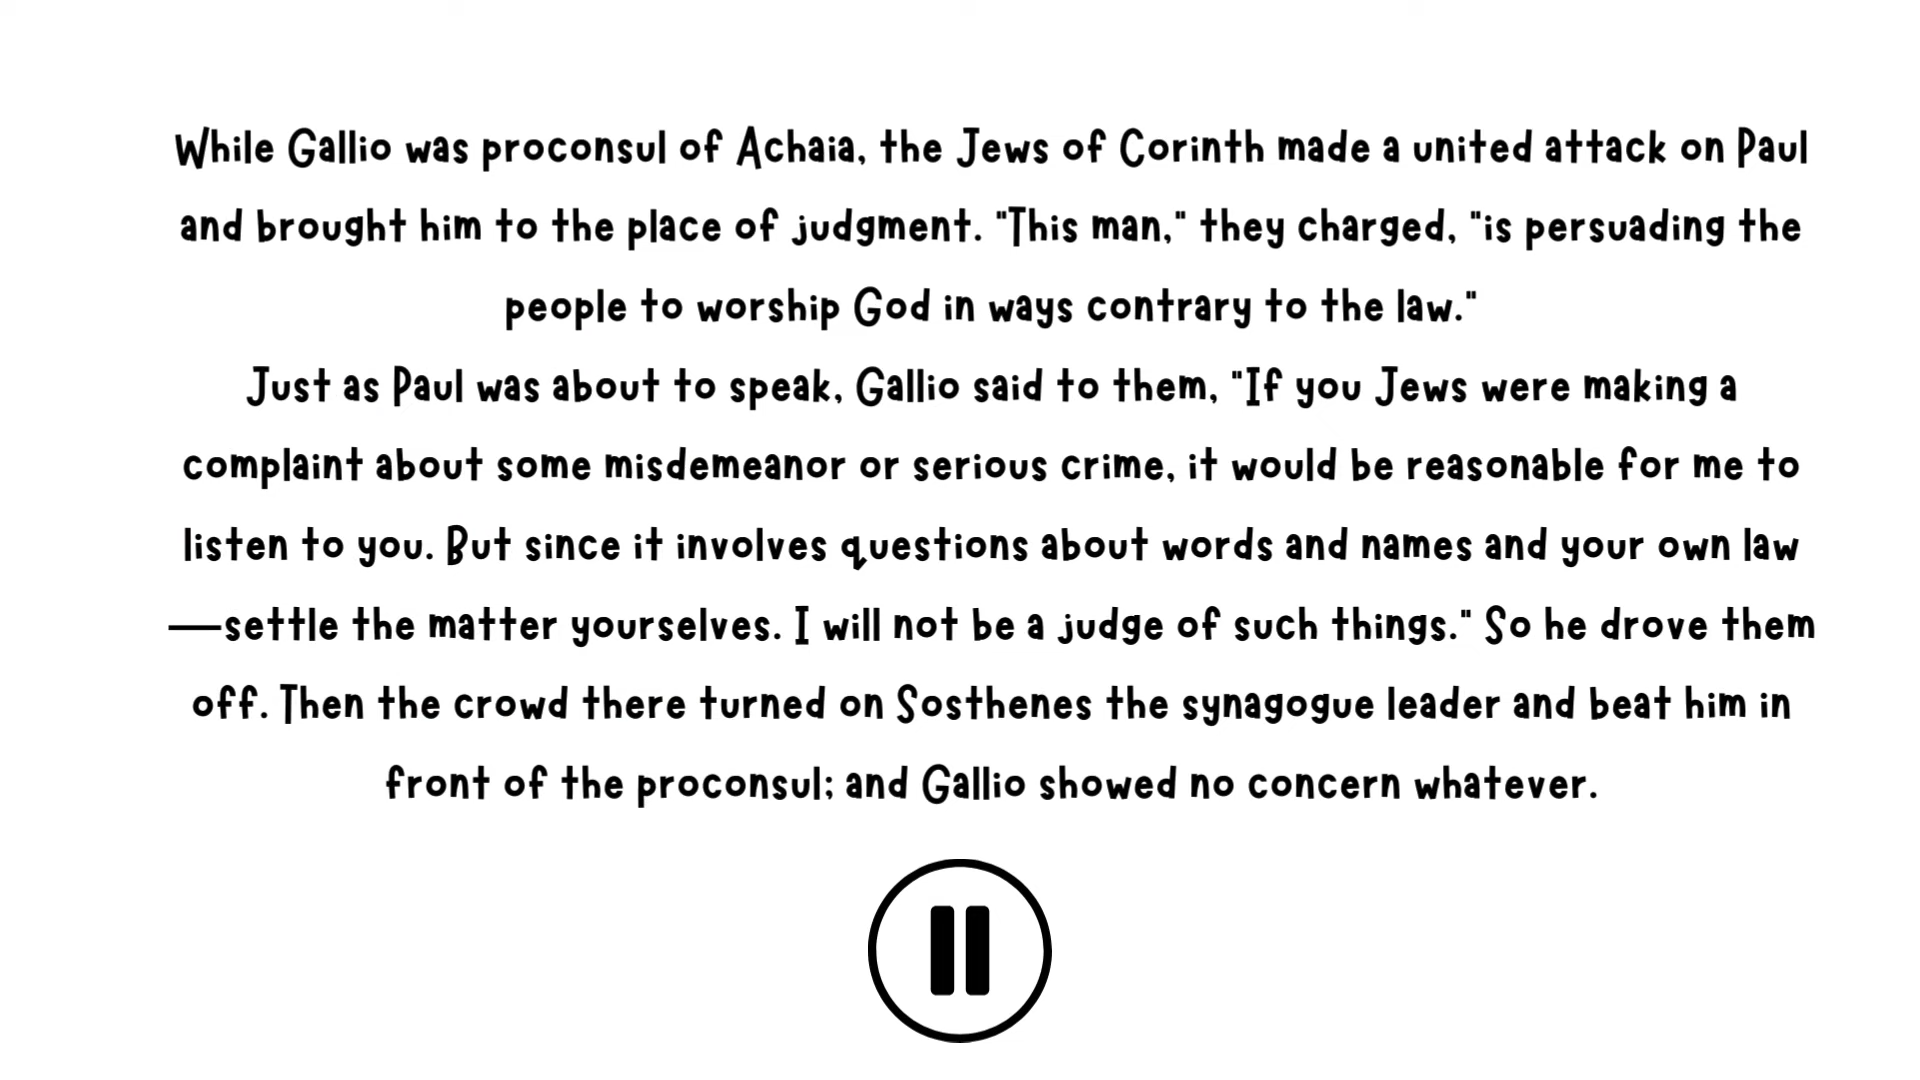 While Gallio was proconsul of Achaia, the Jews of Corinth made a united attack on Paul
and brought him to the place of judgment. "This man," they charged, "is persuading the
people to worship God in ways contrary to the law."
Just as Paul was about to speak, Gallio said to them, "If you Jews were making a
complaint about some misdemeanor or serious crime, it would be reasonable for me to
listen to you. But since it involves questions about words and names and your own law
—settle the matter yourselves. I will not be a judge of such things." So he drove them
off. Then the crowd there turned on Sosthenes the synagogue leader and beat him in
front of the proconsul; and Gallio showed no concern whatever.